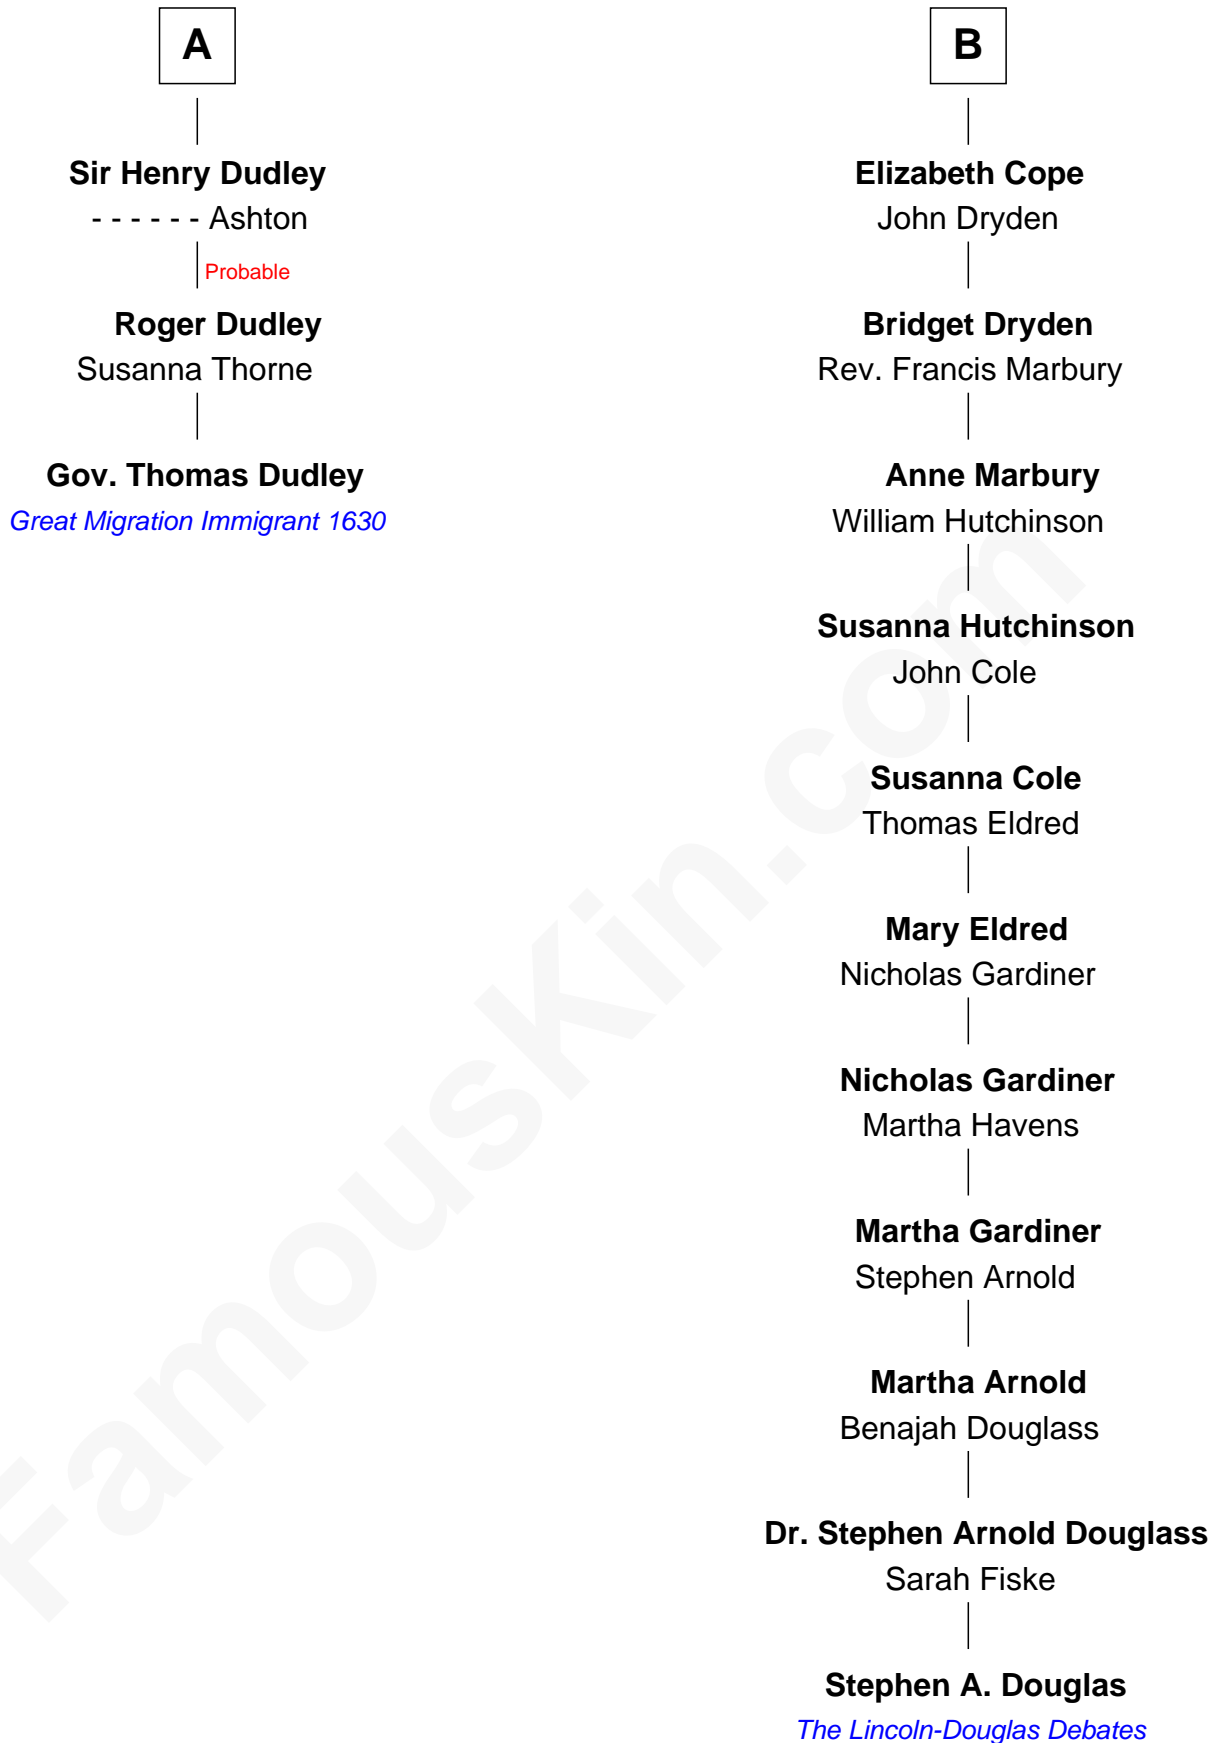 A
Sir Henry Dudley
- - - - - - Ashton
Probable
Roger Dudley
Susanna Thorne
Gov. Thomas Dudley
Great Migration Immigrant 1630
B
Elizabeth Cope
John Dryden
Bridget Dryden
Rev. Francis Marbury
Anne Marbury
William Hutchinson
Susanna Hutchinson
John Cole
Susanna Cole
Thomas Eldred
Mary Eldred
Nicholas Gardiner
Nicholas Gardiner
Martha Havens
Martha Gardiner
Stephen Arnold
Martha Arnold
Benajah Douglass
Dr. Stephen Arnold Douglass
Sarah Fiske
Stephen A. Douglas
The Lincoln-Douglas Debates
FamousKin.com